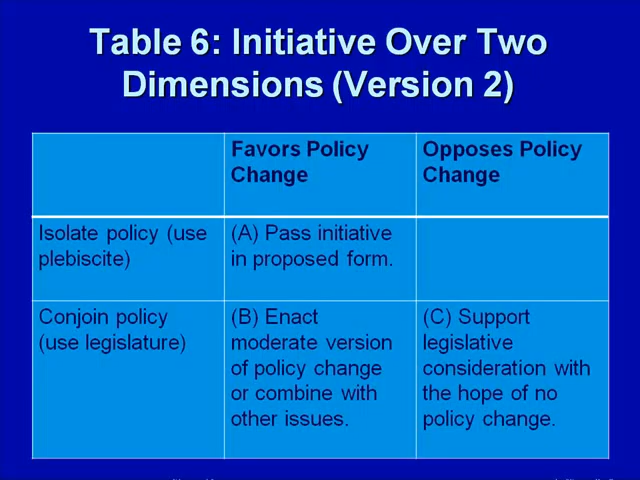 Table 6: Initiative Over Two
Dimensions (Version 2)
Favors Policy
Change
Opposes Policy
Change
Isolate policy (use
plebiscite)
(A) Pass initiative
in proposed form.
Conjoin policy
(use legislature)
(B) Enact
moderate version
of policy change
or combine with
other issues.
(C) Support
legislative
consideration with
the hope of no
policy change.